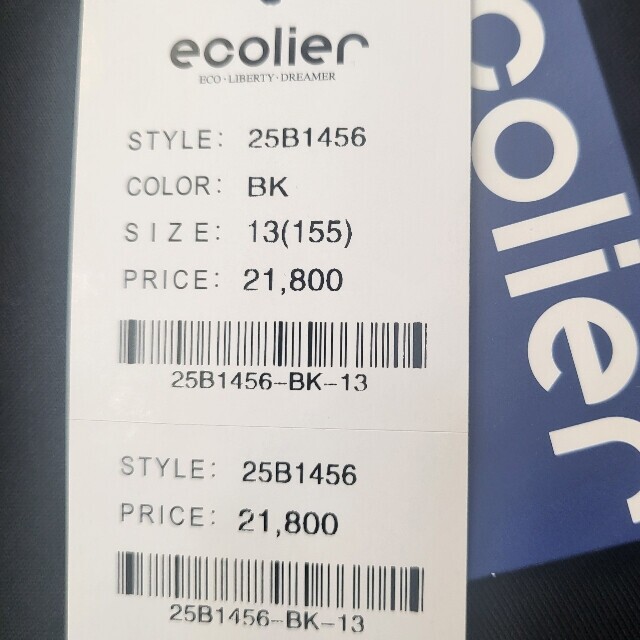 ecolier
ECO·LIBERTY·DREAMER
STYLE: 25B1456
COLOR: BK
SIZE: 13(155)
PRICE: 21,800
25B1456-BK-13
STYLE: 25B1456
PRICE: 21,800
25B1456-BK-13
colier